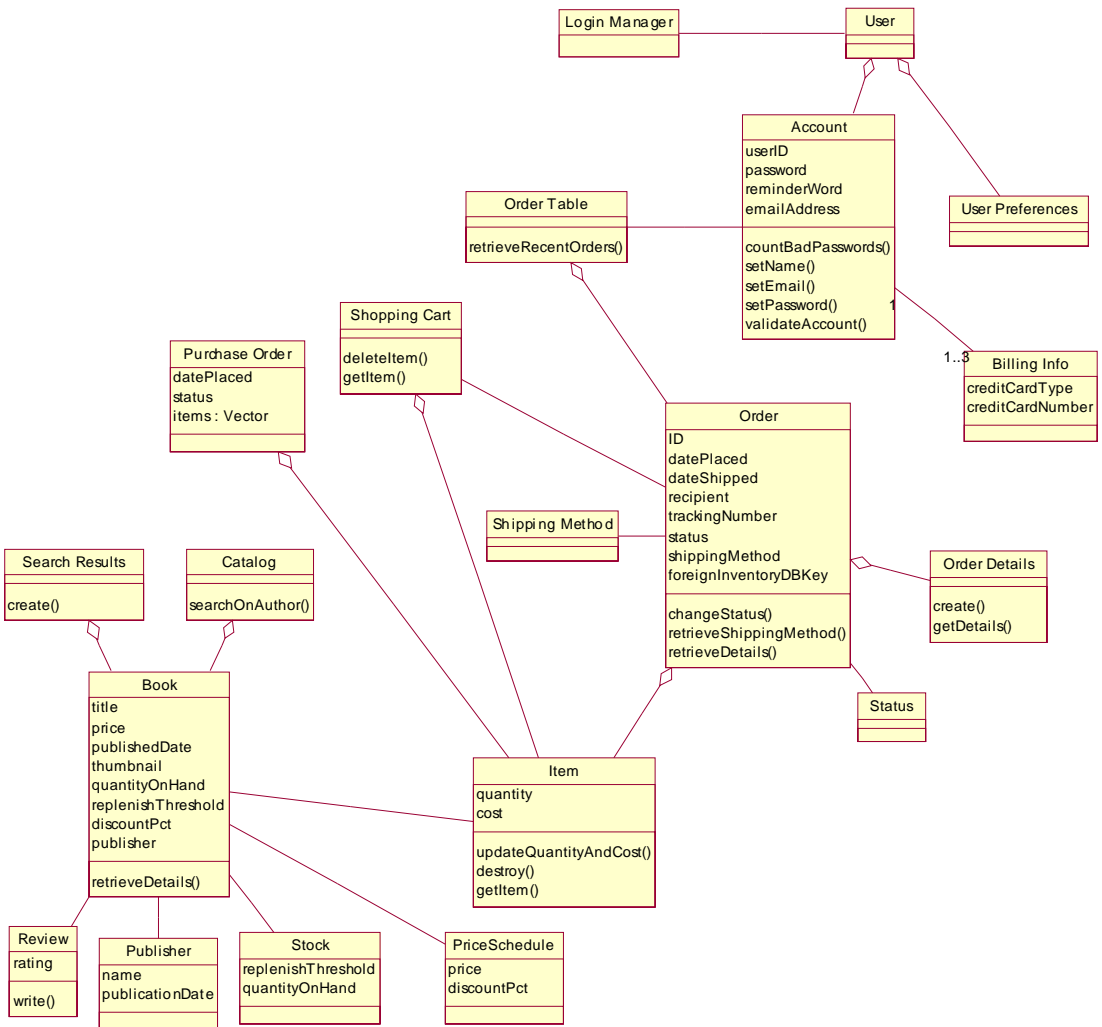 Login Manager
User
Account
userID
password
reminderWord
emailAddress
countBadPasswords()
setName()
setEmail()
setPassword()
validateAccount()
1
User Preferences
Order Table
retrieveRecentOrders()
Shopping Cart
deleteItem()
getItem()
Purchase Order
datePlaced
status
items : Vector
1..3
Billing Info
creditCardType
creditCardNumber
Order
ID
datePlaced
dateShipped
recipient
trackingNumber
status
shippingMethod
foreignInventoryDBKey
changeStatus()
retrieveShippingMethod()
retrieveDetails()
Shipping Method
Search Results
create()
Catalog
searchOnAuthor()
Order Details
create()
getDetails()
Status
Book
title
price
publishedDate
thumbnail
quantityOnHand
replenishThreshold
discountPct
publisher
retrieveDetails()
Item
quantity
cost
updateQuantityAndCost()
destroy()
getItem()
Review
rating
write()
Publisher
name
publicationDate
Stock
replenishThreshold
quantityOnHand
PriceSchedule
price
discountPct